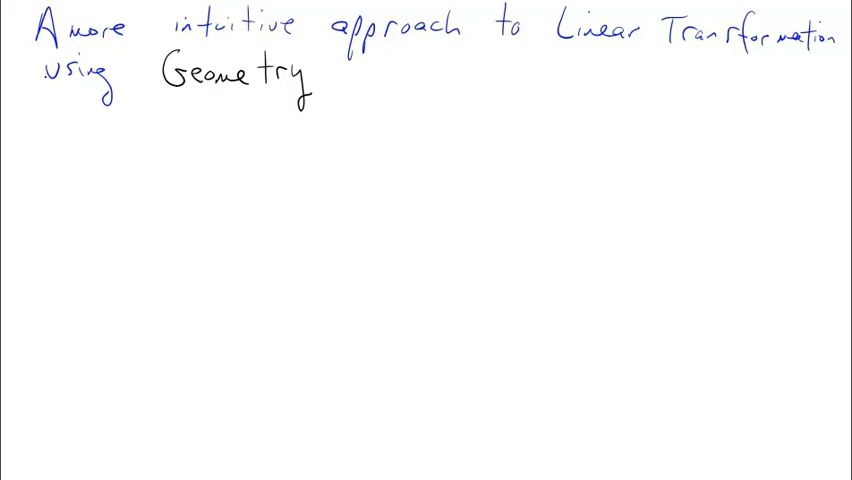 A more intuitive approach to Linear Transformation
using Geometry